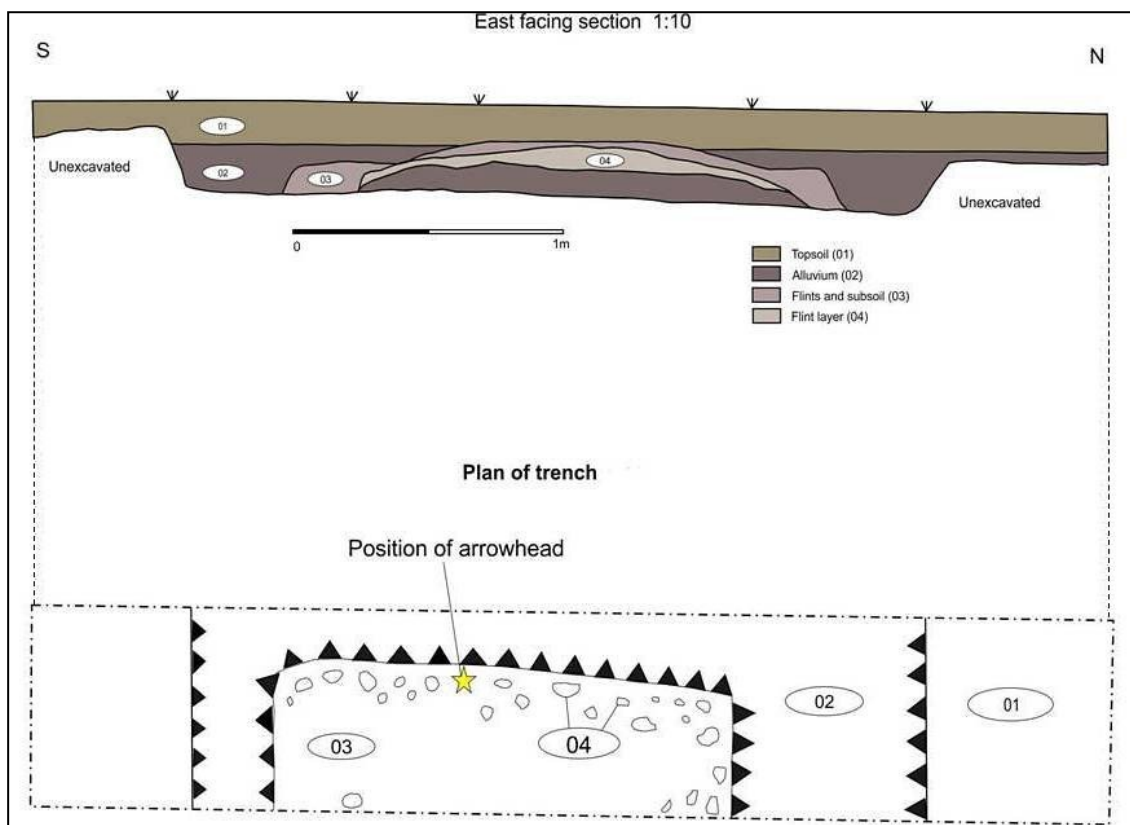 East facing section 1:10
S
N
01
Unexcavated
02
03
04
Unexcavated
0
1m
Topsoil (01)
Alluvium (02)
Flints and subsoil (03)
Flint layer (04)
Plan of trench
Position of arrowhead
02
01
03
04